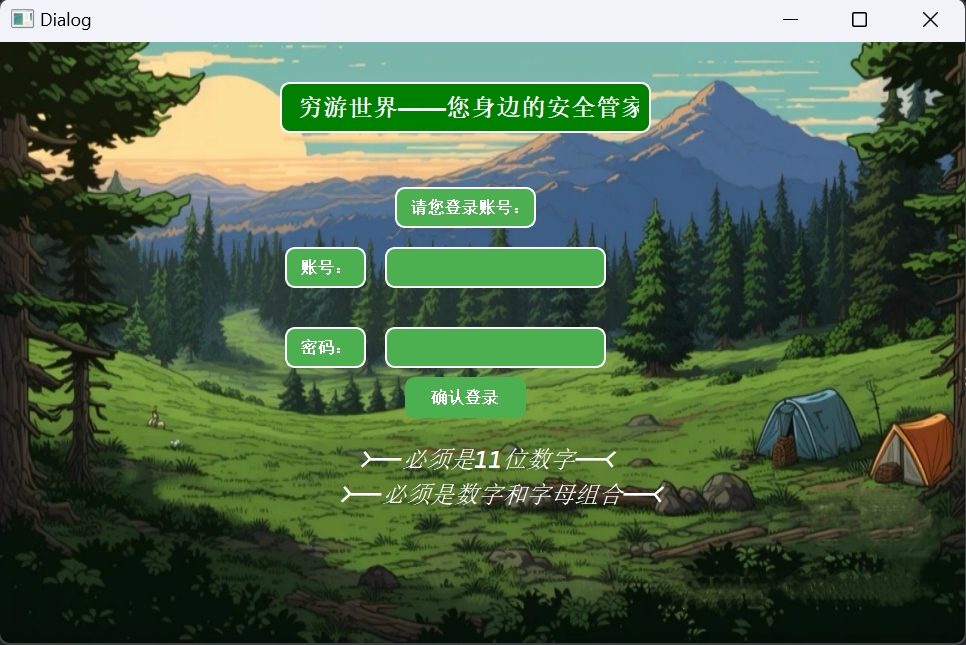 Dialog
穷游世界——您身边的安全管家
请您登录账号：
账号：
密码：
确认登录
>—必须是11位数字—<
>—必须是数字和字母组合—<